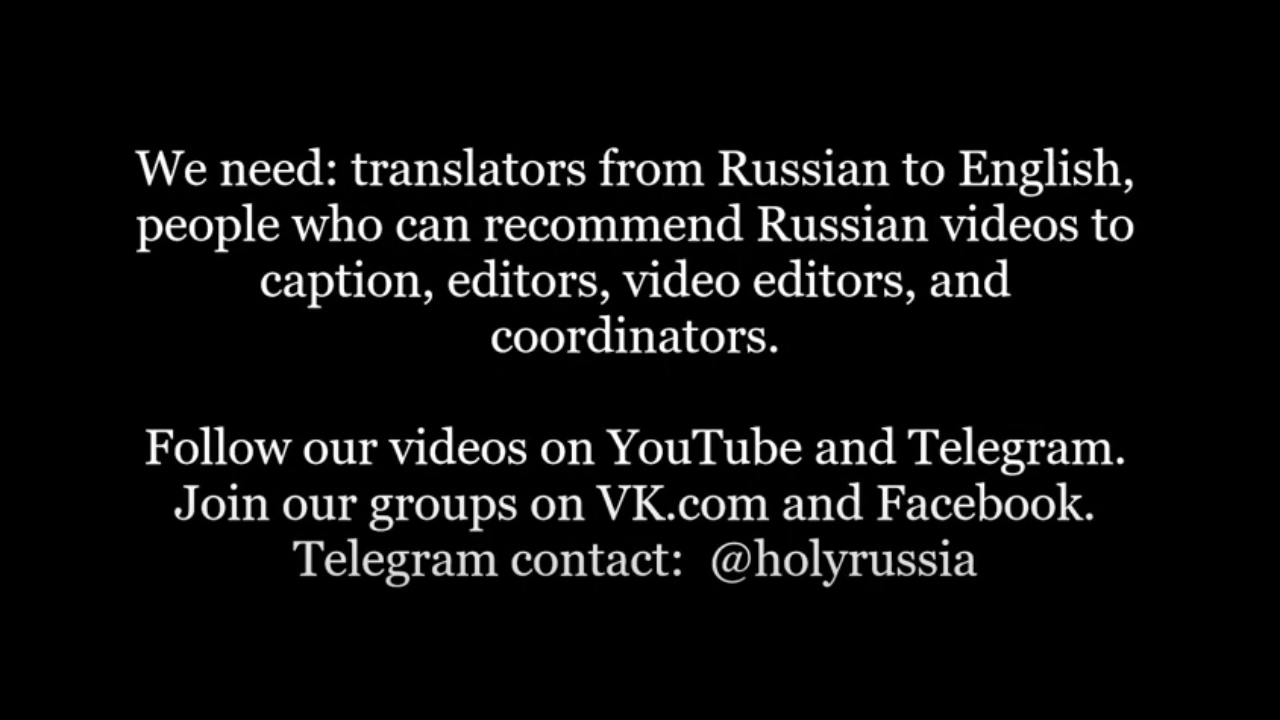 We need: translators from Russian to English,
people who can recommend Russian videos to
caption, editors, video editors, and
coordinators.
Follow our videos on YouTube and Telegram.
Join our groups on VK.com and Facebook.
Telegram contact:  @holyrussia